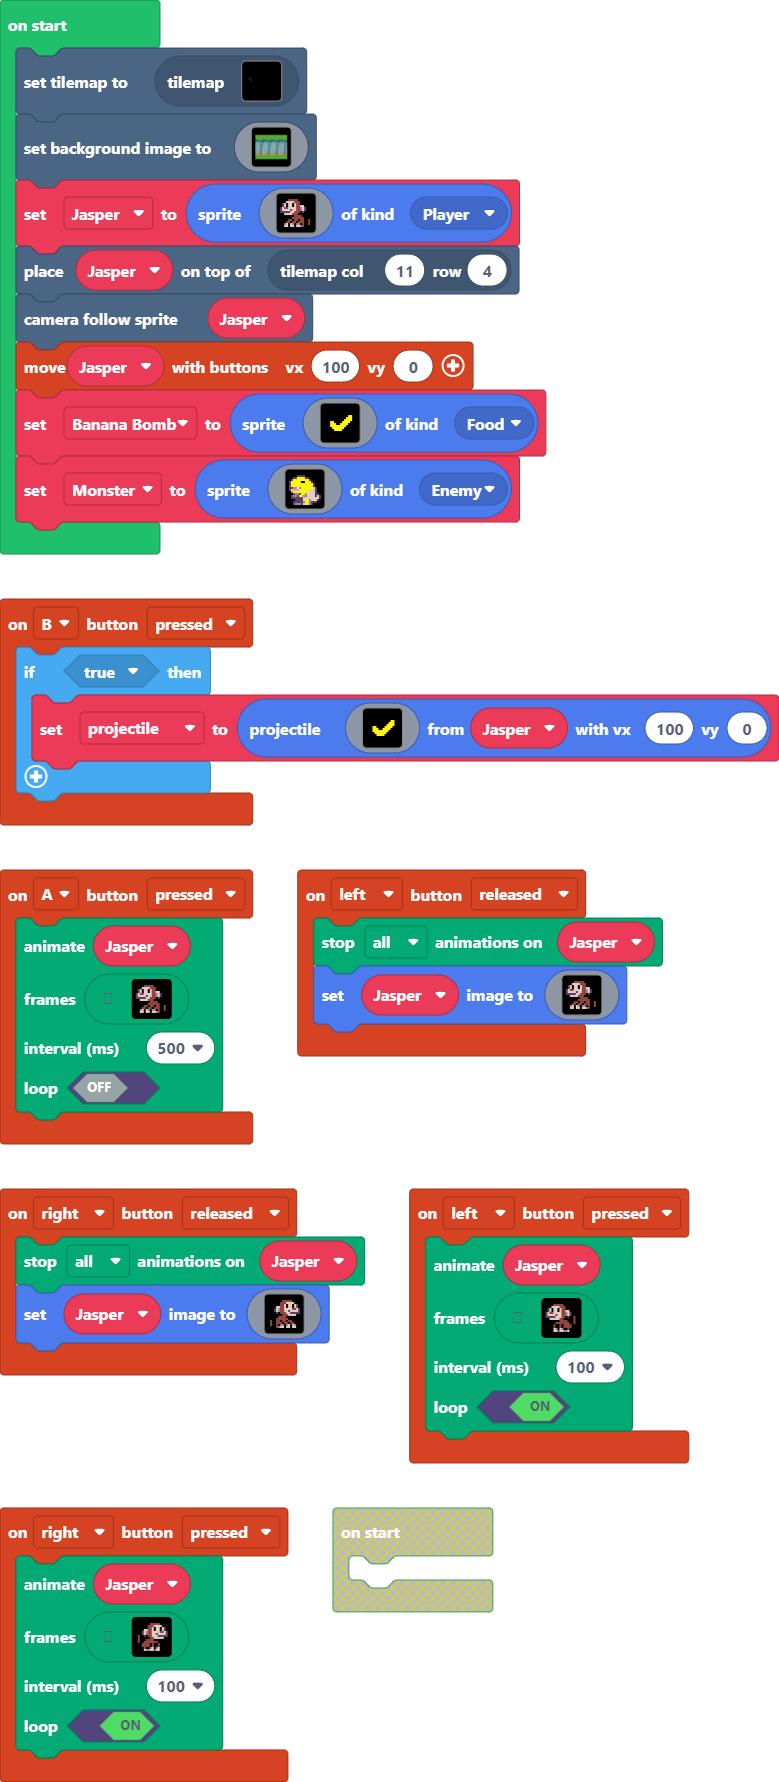 on start
set tilemap to tilemap
set background image to
set Jasper to sprite of kind Player
place Jasper on top of tilemap col 11 row 4
camera follow sprite Jasper
move Jasper with buttons vx 100 vy 0
set Banana Bomb to sprite of kind Food
set Monster to sprite of kind Enemy
on B button pressed
if true then
set projectile to projectile from Jasper with vx 100 vy 0
on A button pressed
animate Jasper
frames
interval (ms) 500
loop OFF
on left button released
stop all animations on Jasper
set Jasper image to
on right button released
stop all animations on Jasper
set Jasper image to
on left button pressed
animate Jasper
frames
interval (ms) 100
loop ON
on right button pressed
animate Jasper
frames
interval (ms) 100
loop ON
on start